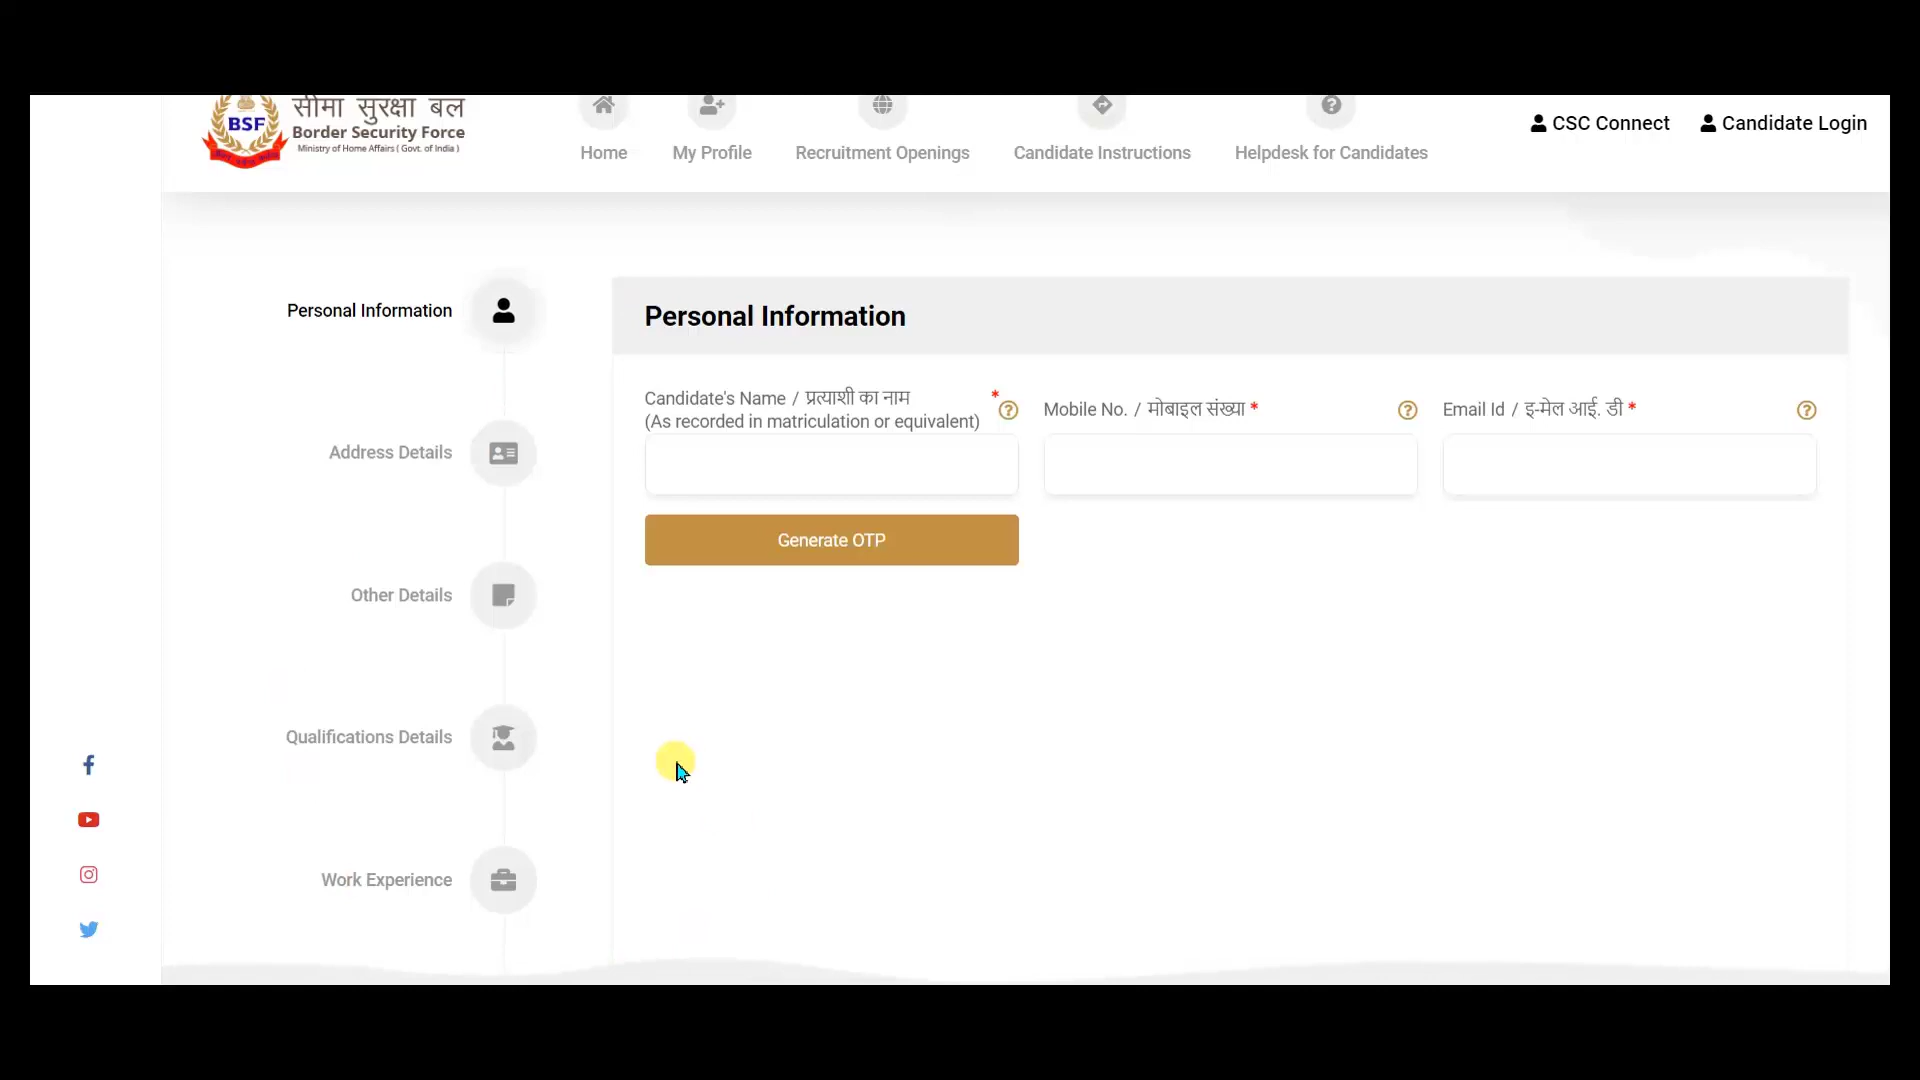 सीमा सुरक्षा बल
BSF
Border Security Force
Ministry of Home Affairs ( Govt. of India )
Home
My Profile
Recruitment Openings
Candidate Instructions
Helpdesk for Candidates
CSC Connect
Candidate Login
Personal Information
Address Details
Other Details
Qualifications Details
Work Experience
Personal Information
Candidate's Name / प्रत्याशी का नाम *
(As recorded in matriculation or equivalent)
Mobile No. / मोबाइल संख्या *
Email Id / इ-मेल आई. डी *
Generate OTP